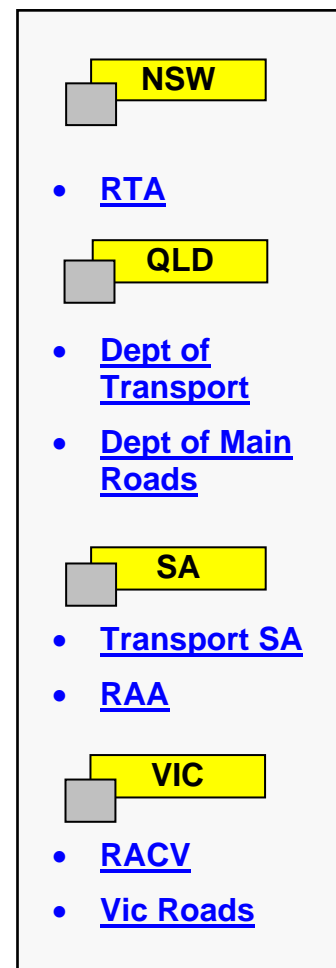 NSW
• RTA
QLD
• Dept of
Transport
• Dept of Main
Roads
SA
• Transport SA
• RAA
VIC
• RACV
• Vic Roads